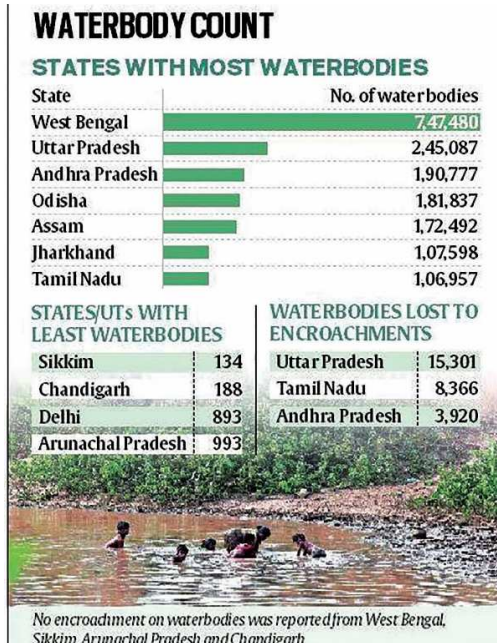 WATERBODY COUNT
STATES WITH MOST WATERBODIES
State No. of water bodies
West Bengal 7,47,480
Uttar Pradesh 2,45,087
Andhra Pradesh 1,90,777
Odisha 1,81,837
Assam 1,72,492
Jharkhand 1,07,598
Tamil Nadu 1,06,957
STATES/UTs WITH
LEAST WATERBODIES
Sikkim 134
Chandigarh 188
Delhi 893
Arunachal Pradesh 993
WATERBODIES LOST TO
ENCROACHMENTS
Uttar Pradesh 15,301
Tamil Nadu 8,366
Andhra Pradesh 3,920
No encroachment on waterbodies was reported from West Bengal,
Sikkim, Arunachal Pradesh and Chandigarh